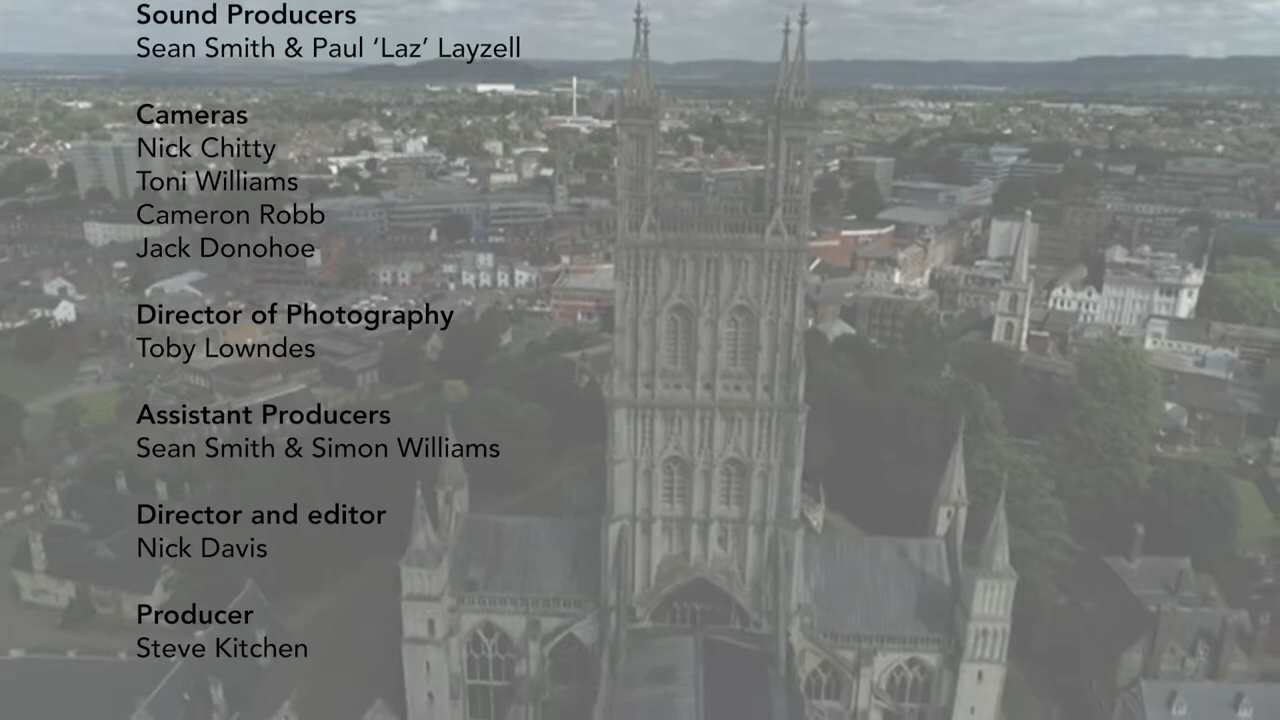 Sound Producers
Sean Smith & Paul ‘Laz’ Layzell
Cameras
Nick Chitty
Toni Williams
Cameron Robb
Jack Donohoe
Director of Photography
Toby Lowndes
Assistant Producers
Sean Smith & Simon Williams
Director and editor
Nick Davis
Producer
Steve Kitchen